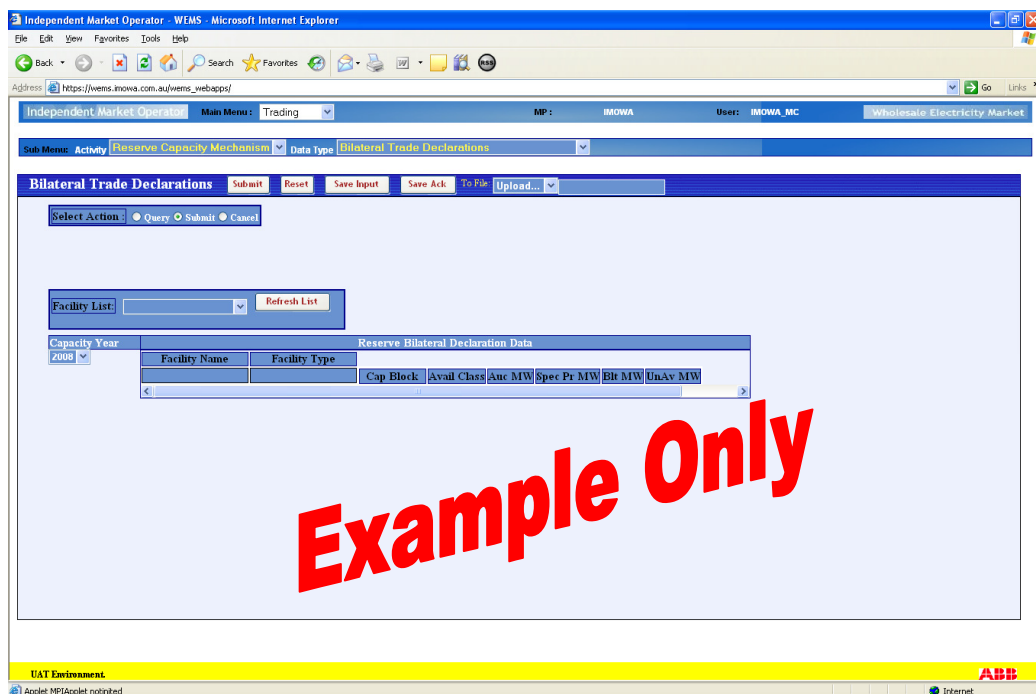 Independent Market Operator - WEMS - Microsoft Internet Explorer
File Edit View Favorites Tools Help
Back Search Favorites RSS
Address https://wems.imowa.com.au/wems_webapps/ Go Links
Independent Market Operator Main Menu : Trading MP : IMOWA User: IMOWA_MC Wholesale Electricity Market
Sub Menu: Activity Reserve Capacity Mechanism Data Type Bilateral Trade Declarations
Bilateral Trade Declarations Submit Reset Save Input Save Ack To File: Upload...
Select Action : Query Submit Cancel
Facility List: Refresh List
Capacity Year Reserve Bilateral Declaration Data
2008 Facility Name Facility Type
Cap Block Avail Class Auc MW Spec Pr MW Blt MW UnAv MW
Example Only
UAT Environment. ABB
Applet MPIApplet notinited Internet